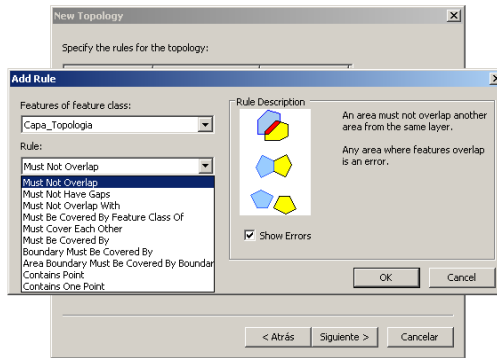 New Topology
Specify the rules for the topology:
Add Rule
Features of feature class:
Capa_Topologia
Rule:
Must Not Overlap
Must Not Overlap
Must Not Have Gaps
Must Not Overlap With
Must Be Covered By Feature Class Of
Must Cover Each Other
Must Be Covered By
Boundary Must Be Covered By
Area Boundary Must Be Covered By Boundar
Contains Point
Contains One Point
Rule Description
An area must not overlap another
area from the same layer.
Any area where features overlap
is an error.
Show Errors
OK
Cancel
< Atrás
Siguiente >
Cancelar